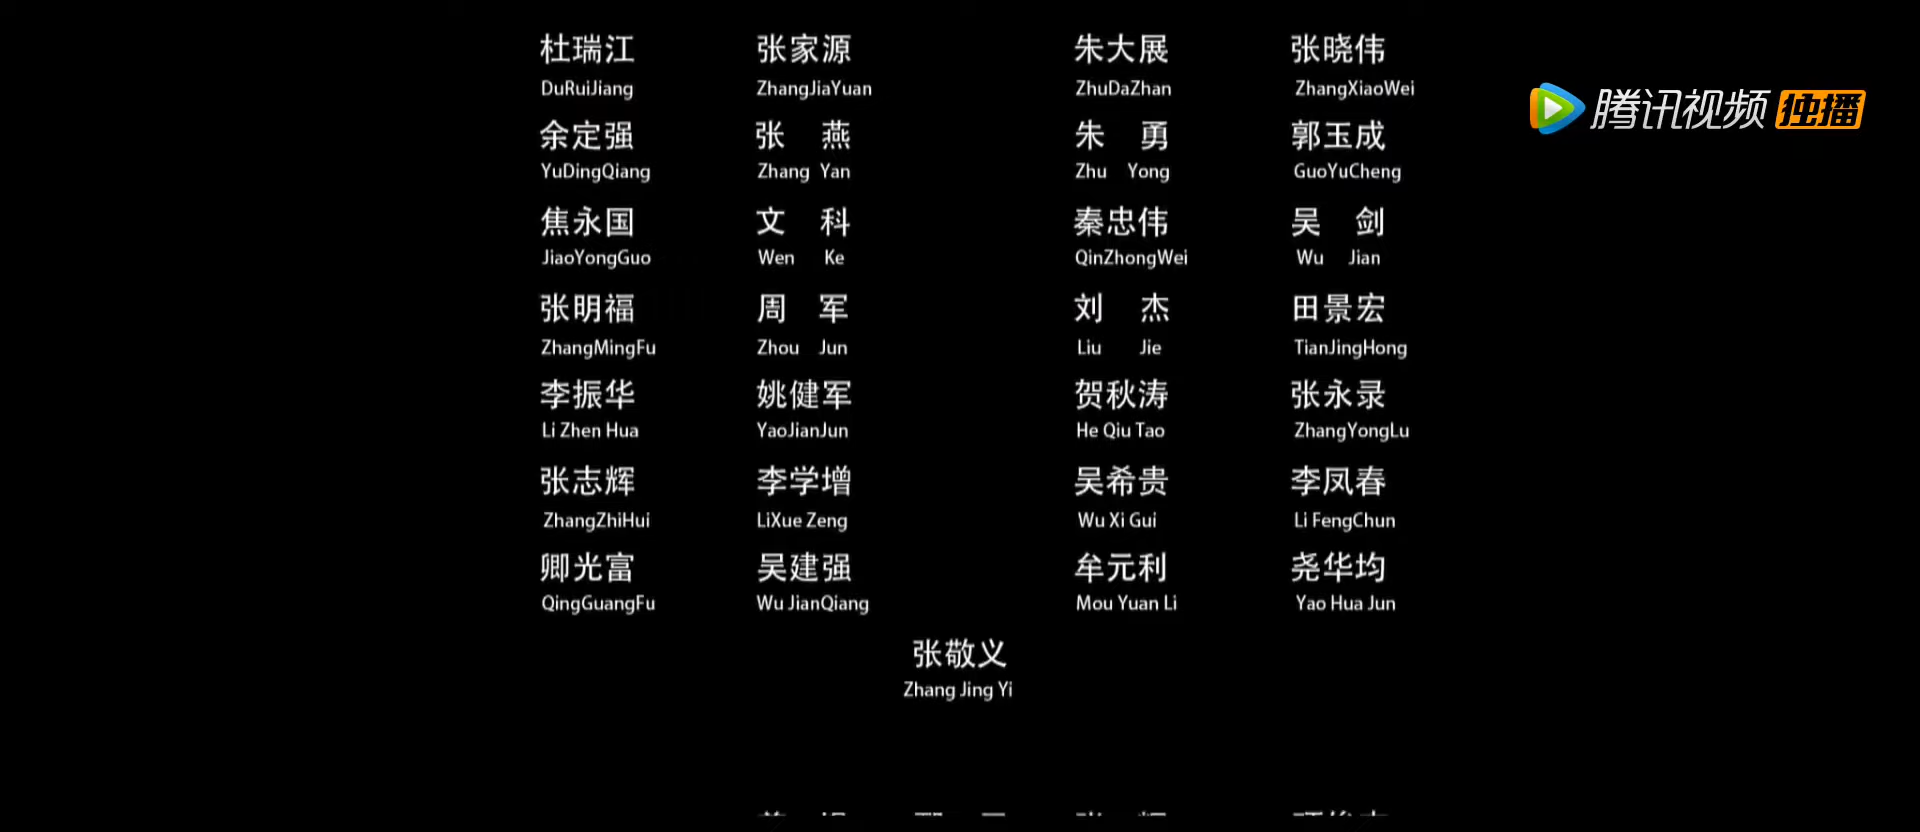 杜瑞江 张家源 朱大展 张晓伟
DuRuiJiang ZhangJiaYuan ZhuDaZhan ZhangXiaoWei
腾讯视频 独播
余定强 张 燕 朱 勇 郭玉成
YuDingQiang Zhang Yan Zhu Yong GuoYuCheng
焦永国 文 科 秦忠伟 吴 剑
JiaoYongGuo Wen Ke QinZhongWei Wu Jian
张明福 周 军 刘 杰 田景宏
ZhangMingFu Zhou Jun Liu Jie TianJingHong
李振华 姚健军 贺秋涛 张永录
Li Zhen Hua YaoJianJun He Qiu Tao ZhangYongLu
张志辉 李学增 吴希贵 李凤春
ZhangZhiHui LiXue Zeng Wu Xi Gui Li FengChun
卿光富 吴建强 牟元利 尧华均
QingGuangFu Wu JianQiang Mou Yuan Li Yao Hua Jun
张敬义
Zhang Jing Yi